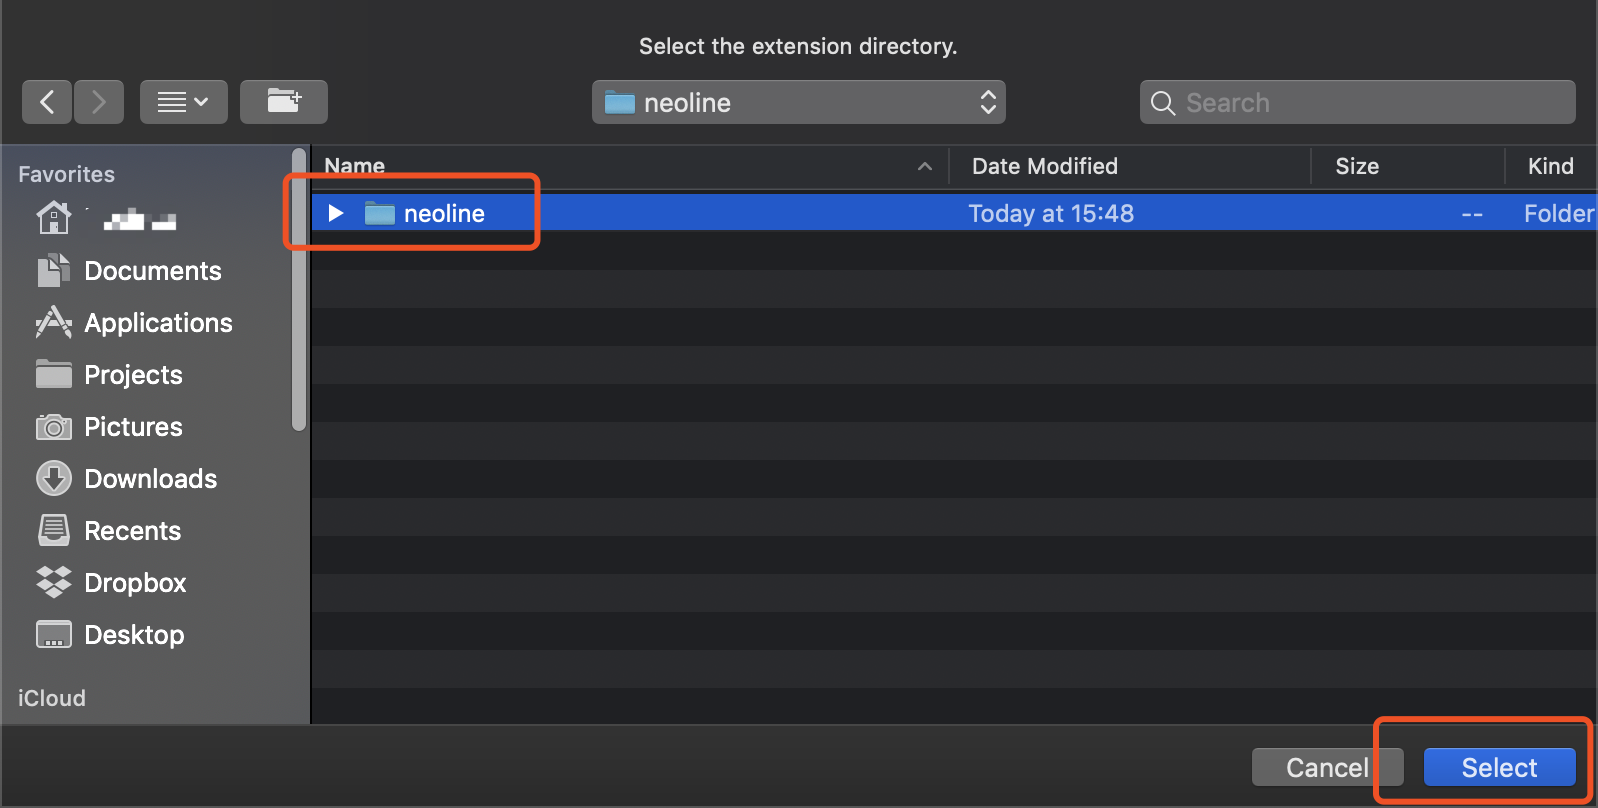 Select the extension directory.
neoline
Search
Favorites
Documents
Applications
Projects
Pictures
Downloads
Recents
Dropbox
Desktop
iCloud
Name Date Modified Size Kind
neoline Today at 15:48 -- Folder
Cancel Select